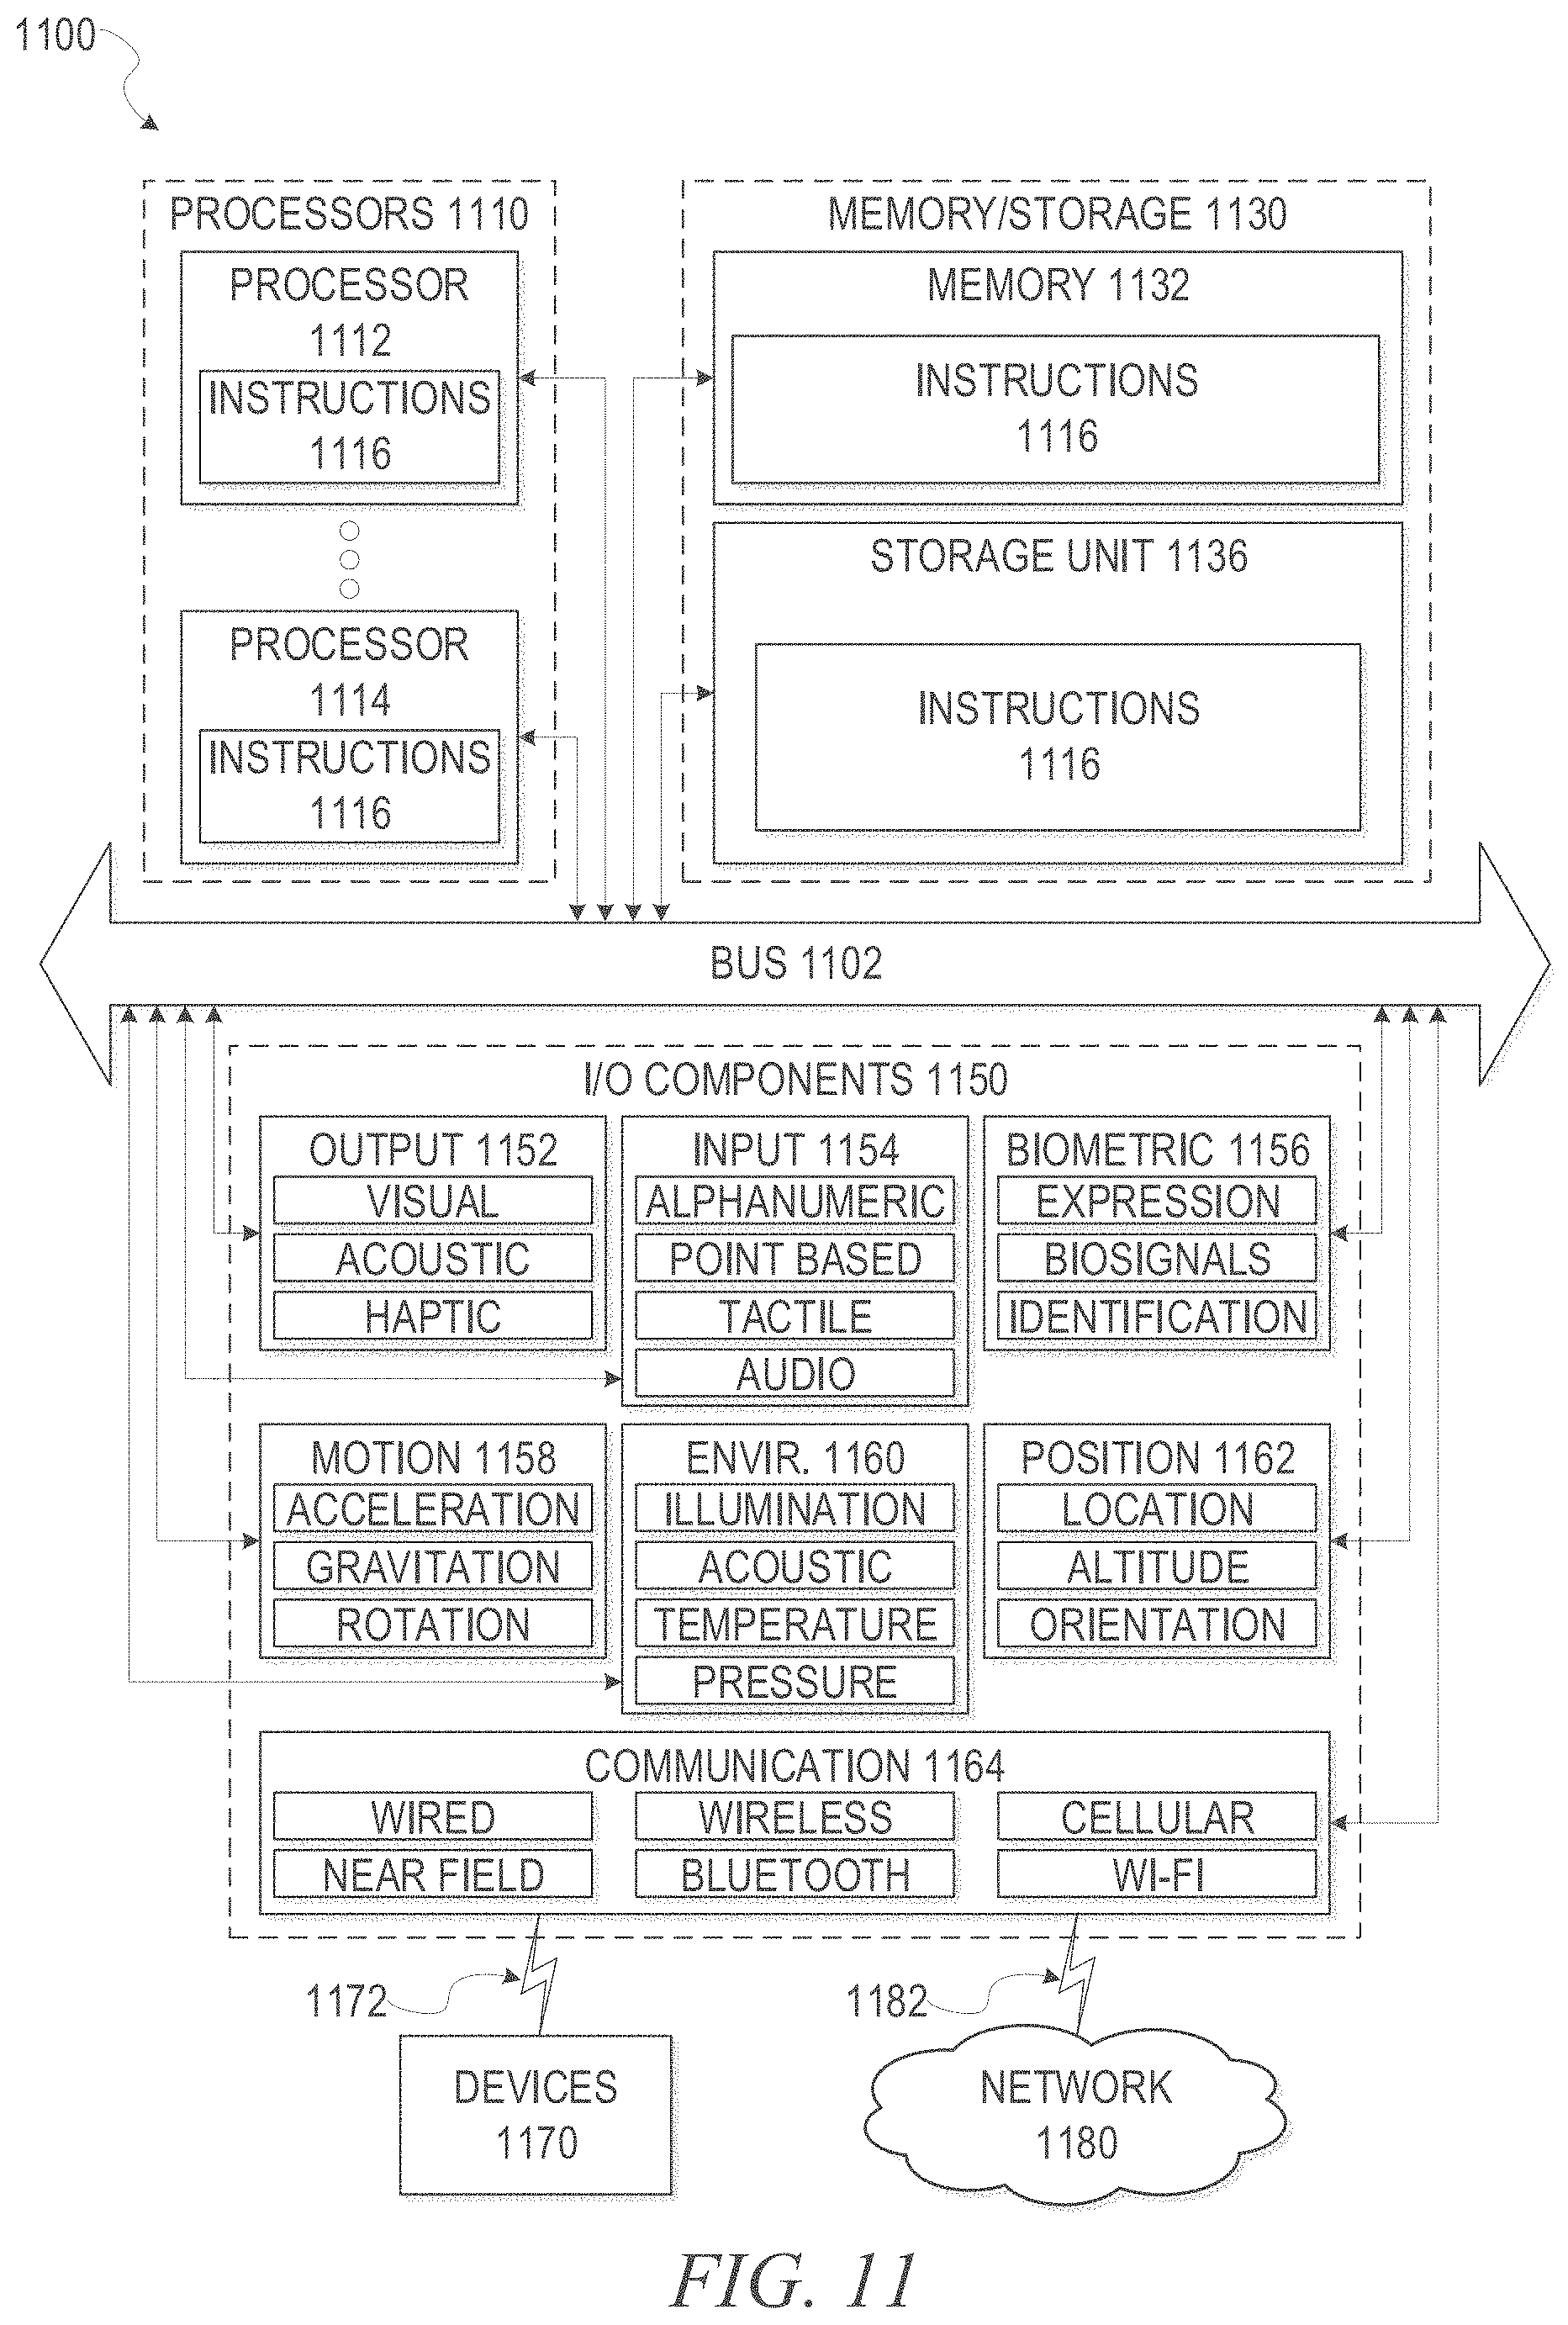 1100
PROCESSORS 1110
PROCESSOR
1112
INSTRUCTIONS
1116
PROCESSOR
1114
INSTRUCTIONS
1116
MEMORY/STORAGE 1130
MEMORY 1132
INSTRUCTIONS
1116
STORAGE UNIT 1136
INSTRUCTIONS
1116
BUS 1102
I/O COMPONENTS 1150
OUTPUT 1152
VISUAL
ACOUSTIC
HAPTIC
INPUT 1154
ALPHANUMERIC
POINT BASED
TACTILE
AUDIO
BIOMETRIC 1156
EXPRESSION
BIOSIGNALS
IDENTIFICATION
MOTION 1158
ACCELERATION
GRAVITATION
ROTATION
ENVIR. 1160
ILLUMINATION
ACOUSTIC
TEMPERATURE
PRESSURE
POSITION 1162
LOCATION
ALTITUDE
ORIENTATION
COMMUNICATION 1164
WIRED
WIRELESS
CELLULAR
NEAR FIELD
BLUETOOTH
WI-FI
1172
1182
DEVICES
1170
NETWORK
1180
FIG. 11